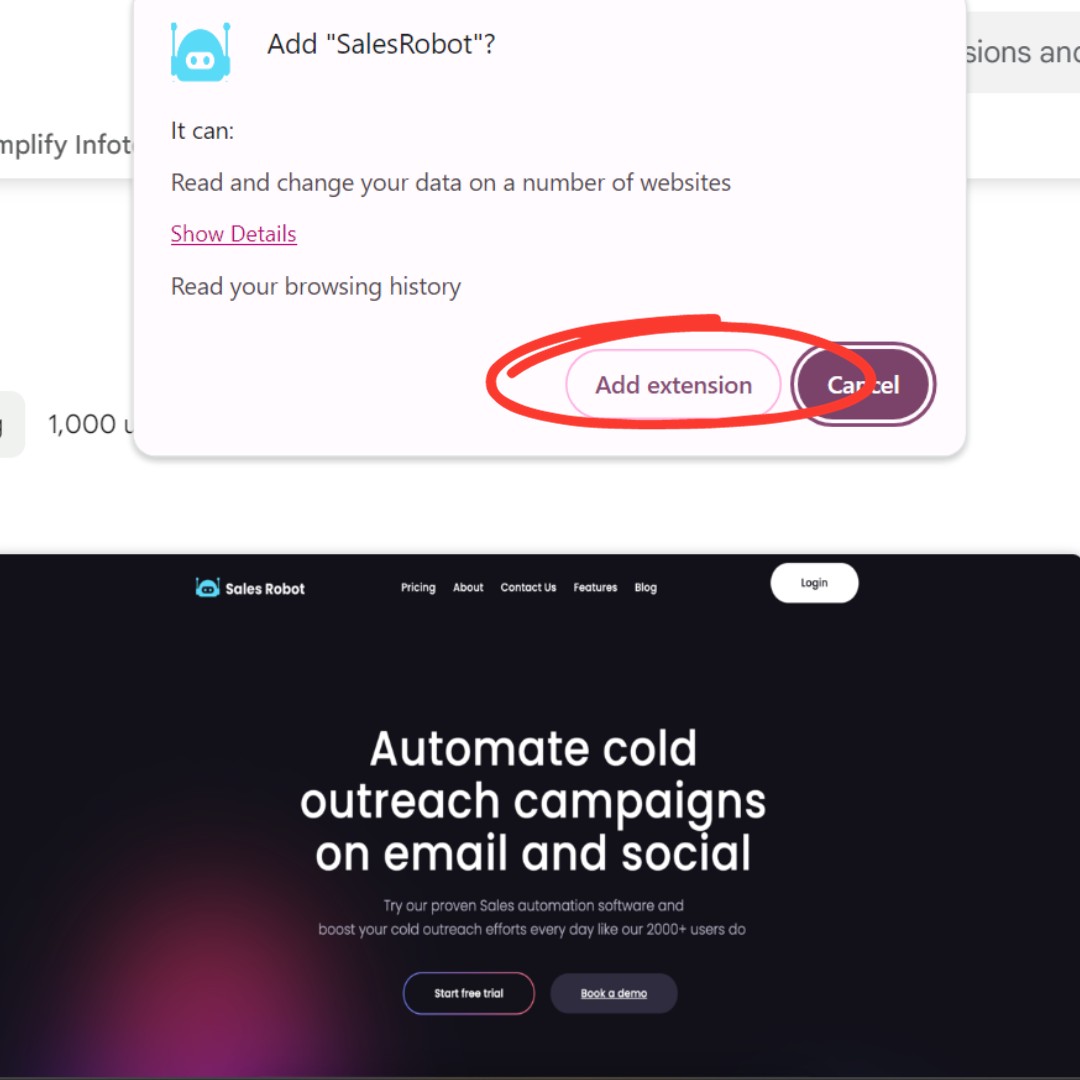 Add "SalesRobot"?
sions and
It can:
mplify Infot
Read and change your data on a number of websites
Show Details
Read your browsing history
Add extension
Cancel
1,000 u
Sales Robot
Pricing
About
Contact Us
Features
Blog
Login
Automate cold
outreach campaigns
on email and social
Try our proven Sales automation software and
boost your cold outreach efforts every day like our 2000+ users do
Start free trial
Book a demo